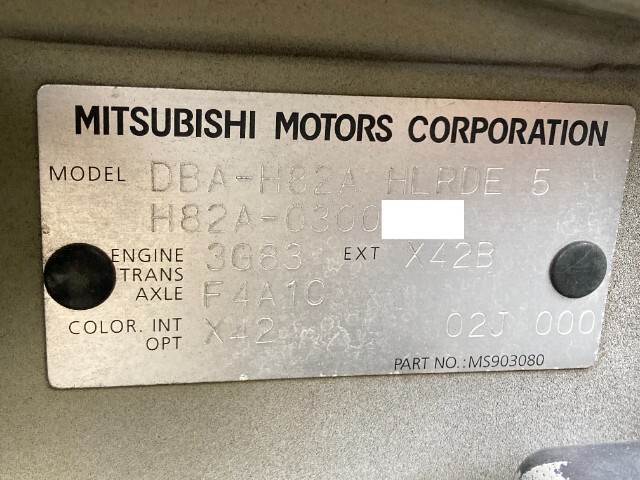 MITSUBISHI MOTORS CORPORATION
MODEL DBA-H82A HLRDE 5
H82A-0300
ENGINE 3G83 EXT X42B
TRANS
AXLE F4A1C
COLOR. INT X42 02J 000
OPT
PART NO.:MS903080